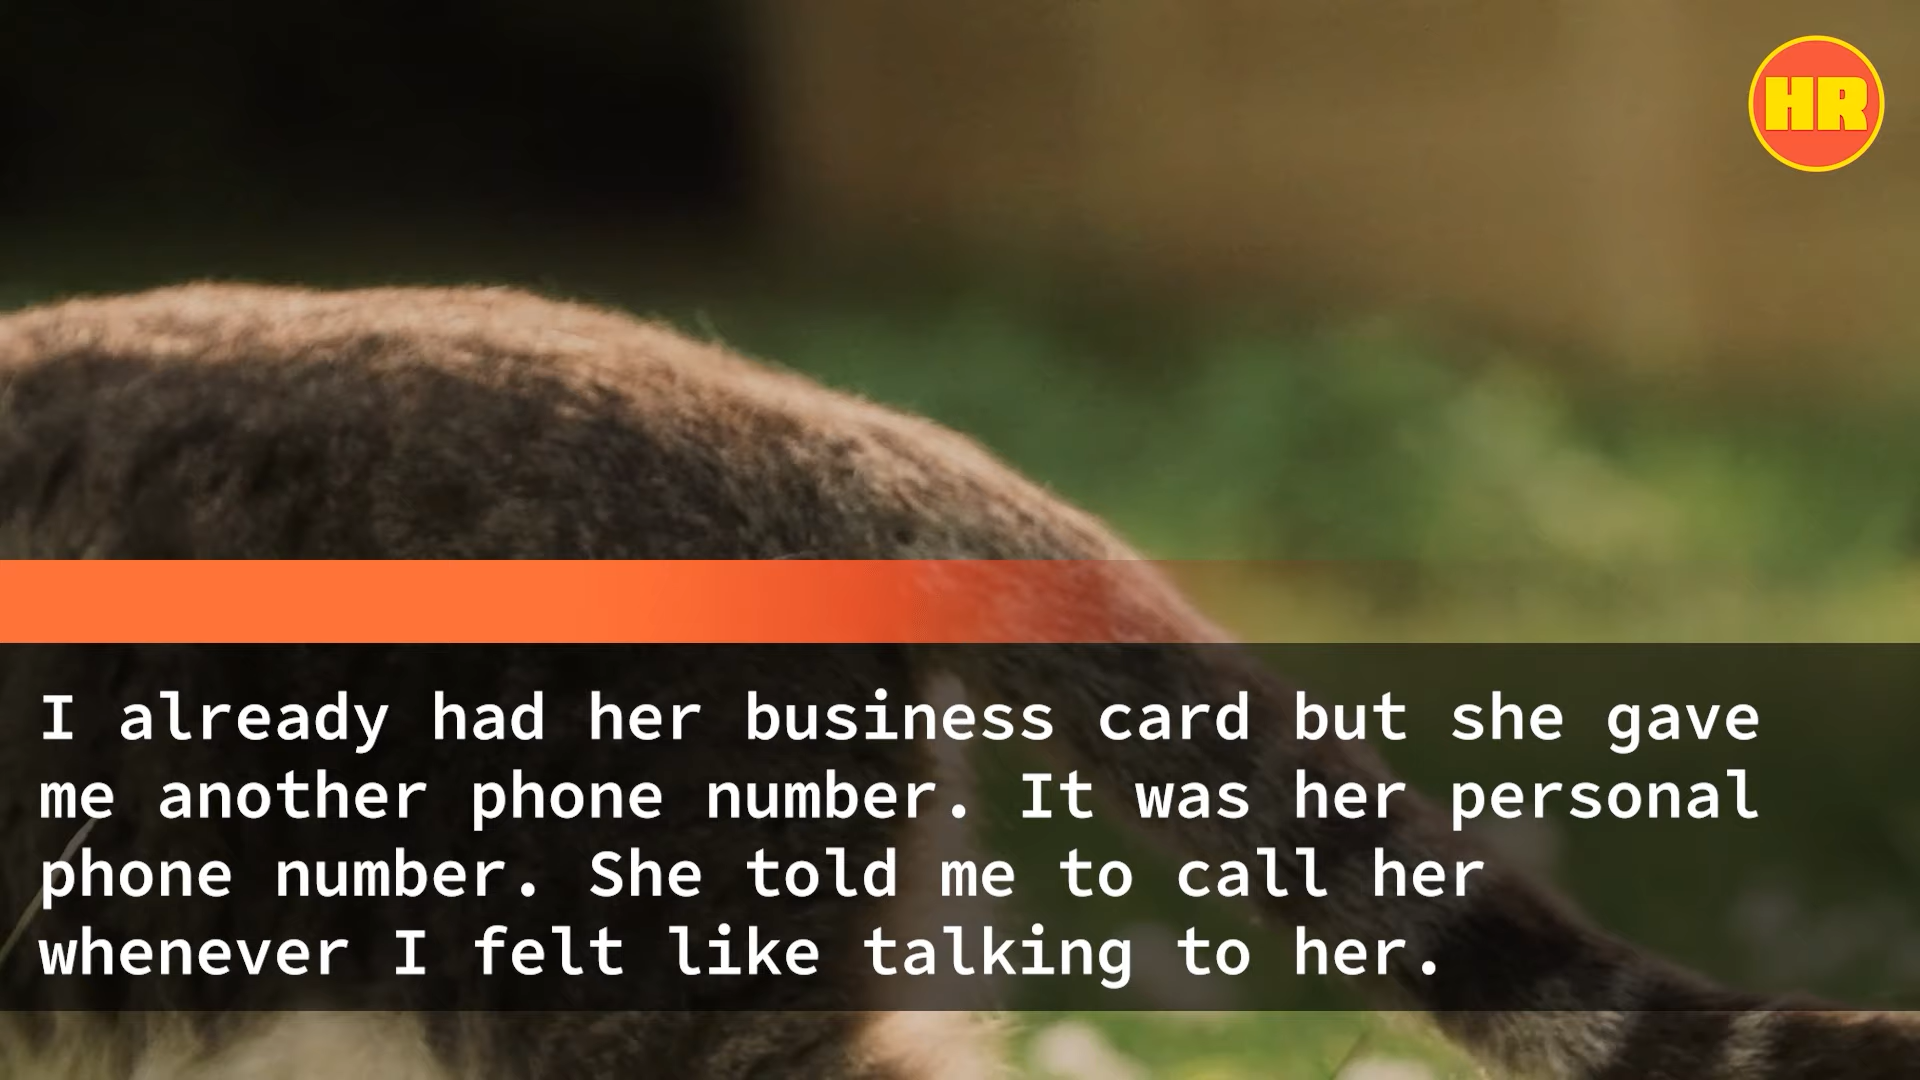 HR
I already had her business card but she gave
me another phone number. It was her personal
phone number. She told me to call her
whenever I felt like talking to her.